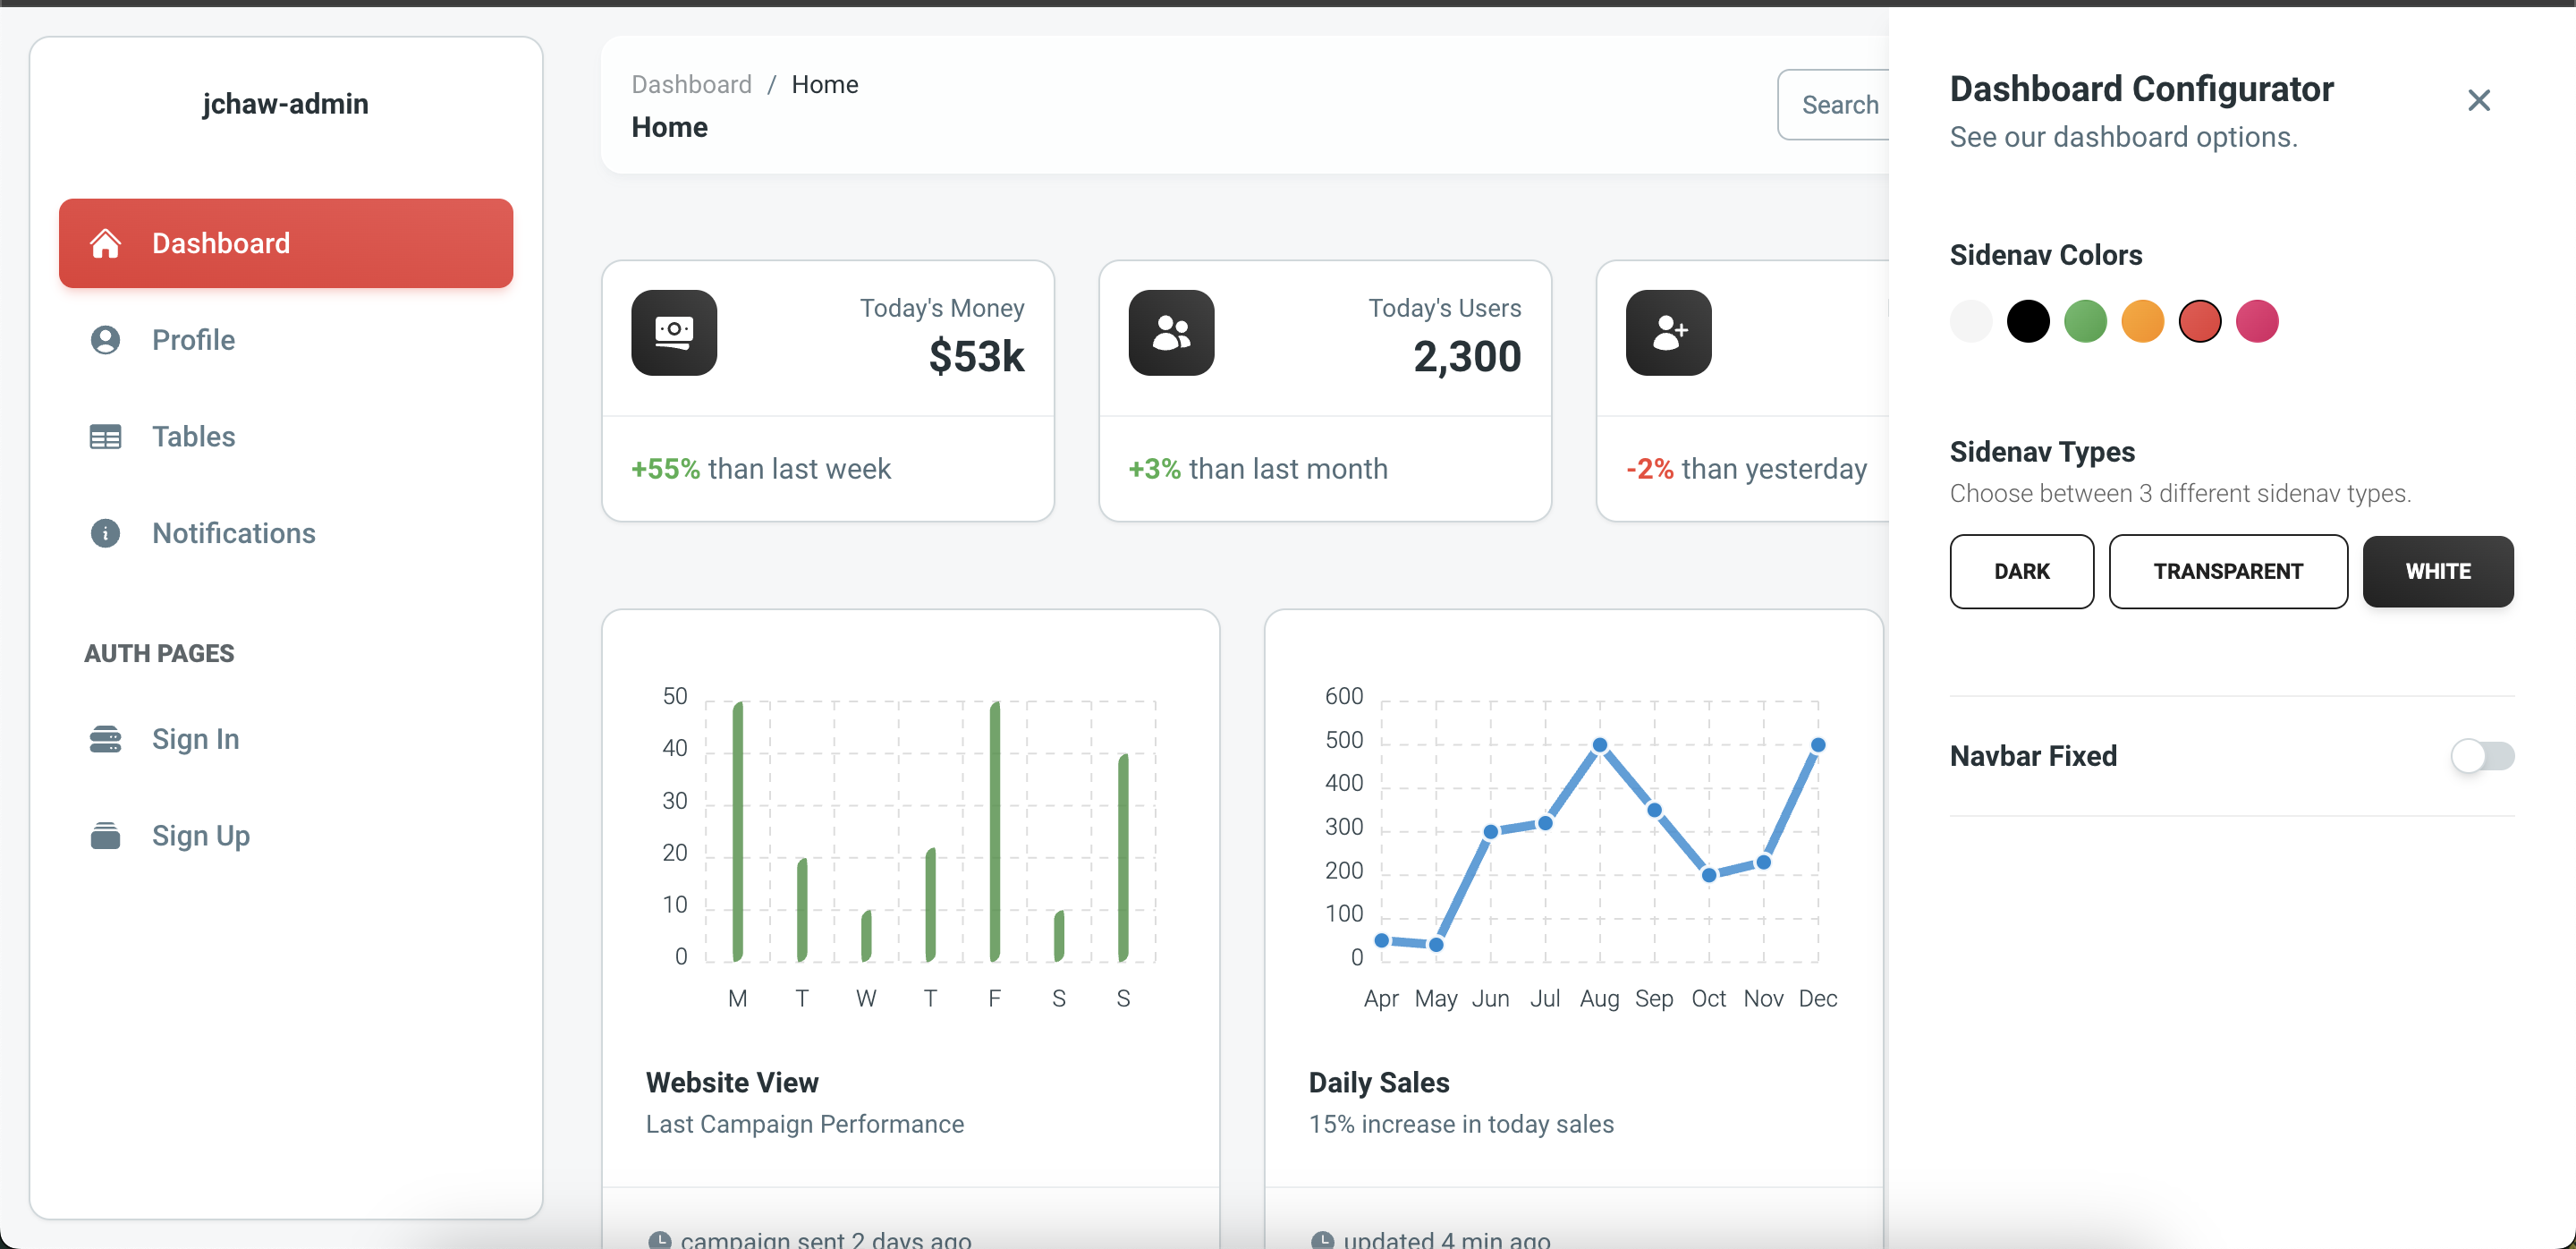 jchaw-admin
Dashboard
Profile
Tables
Notifications
AUTH PAGES
Sign In
Sign Up
Dashboard / Home
Home
Search
Today's Money
$53k
+55% than last week
Today's Users
2,300
+3% than last month
-2% than yesterday
50
40
30
20
10
0
M T W T F S S
Website View
Last Campaign Performance
campaign sent 2 days ago
600
500
400
300
200
100
0
Apr May Jun Jul Aug Sep Oct Nov Dec
Daily Sales
15% increase in today sales
updated 4 min ago
Dashboard Configurator
See our dashboard options.
Sidenav Colors
Sidenav Types
Choose between 3 different sidenav types.
DARK TRANSPARENT WHITE
Navbar Fixed